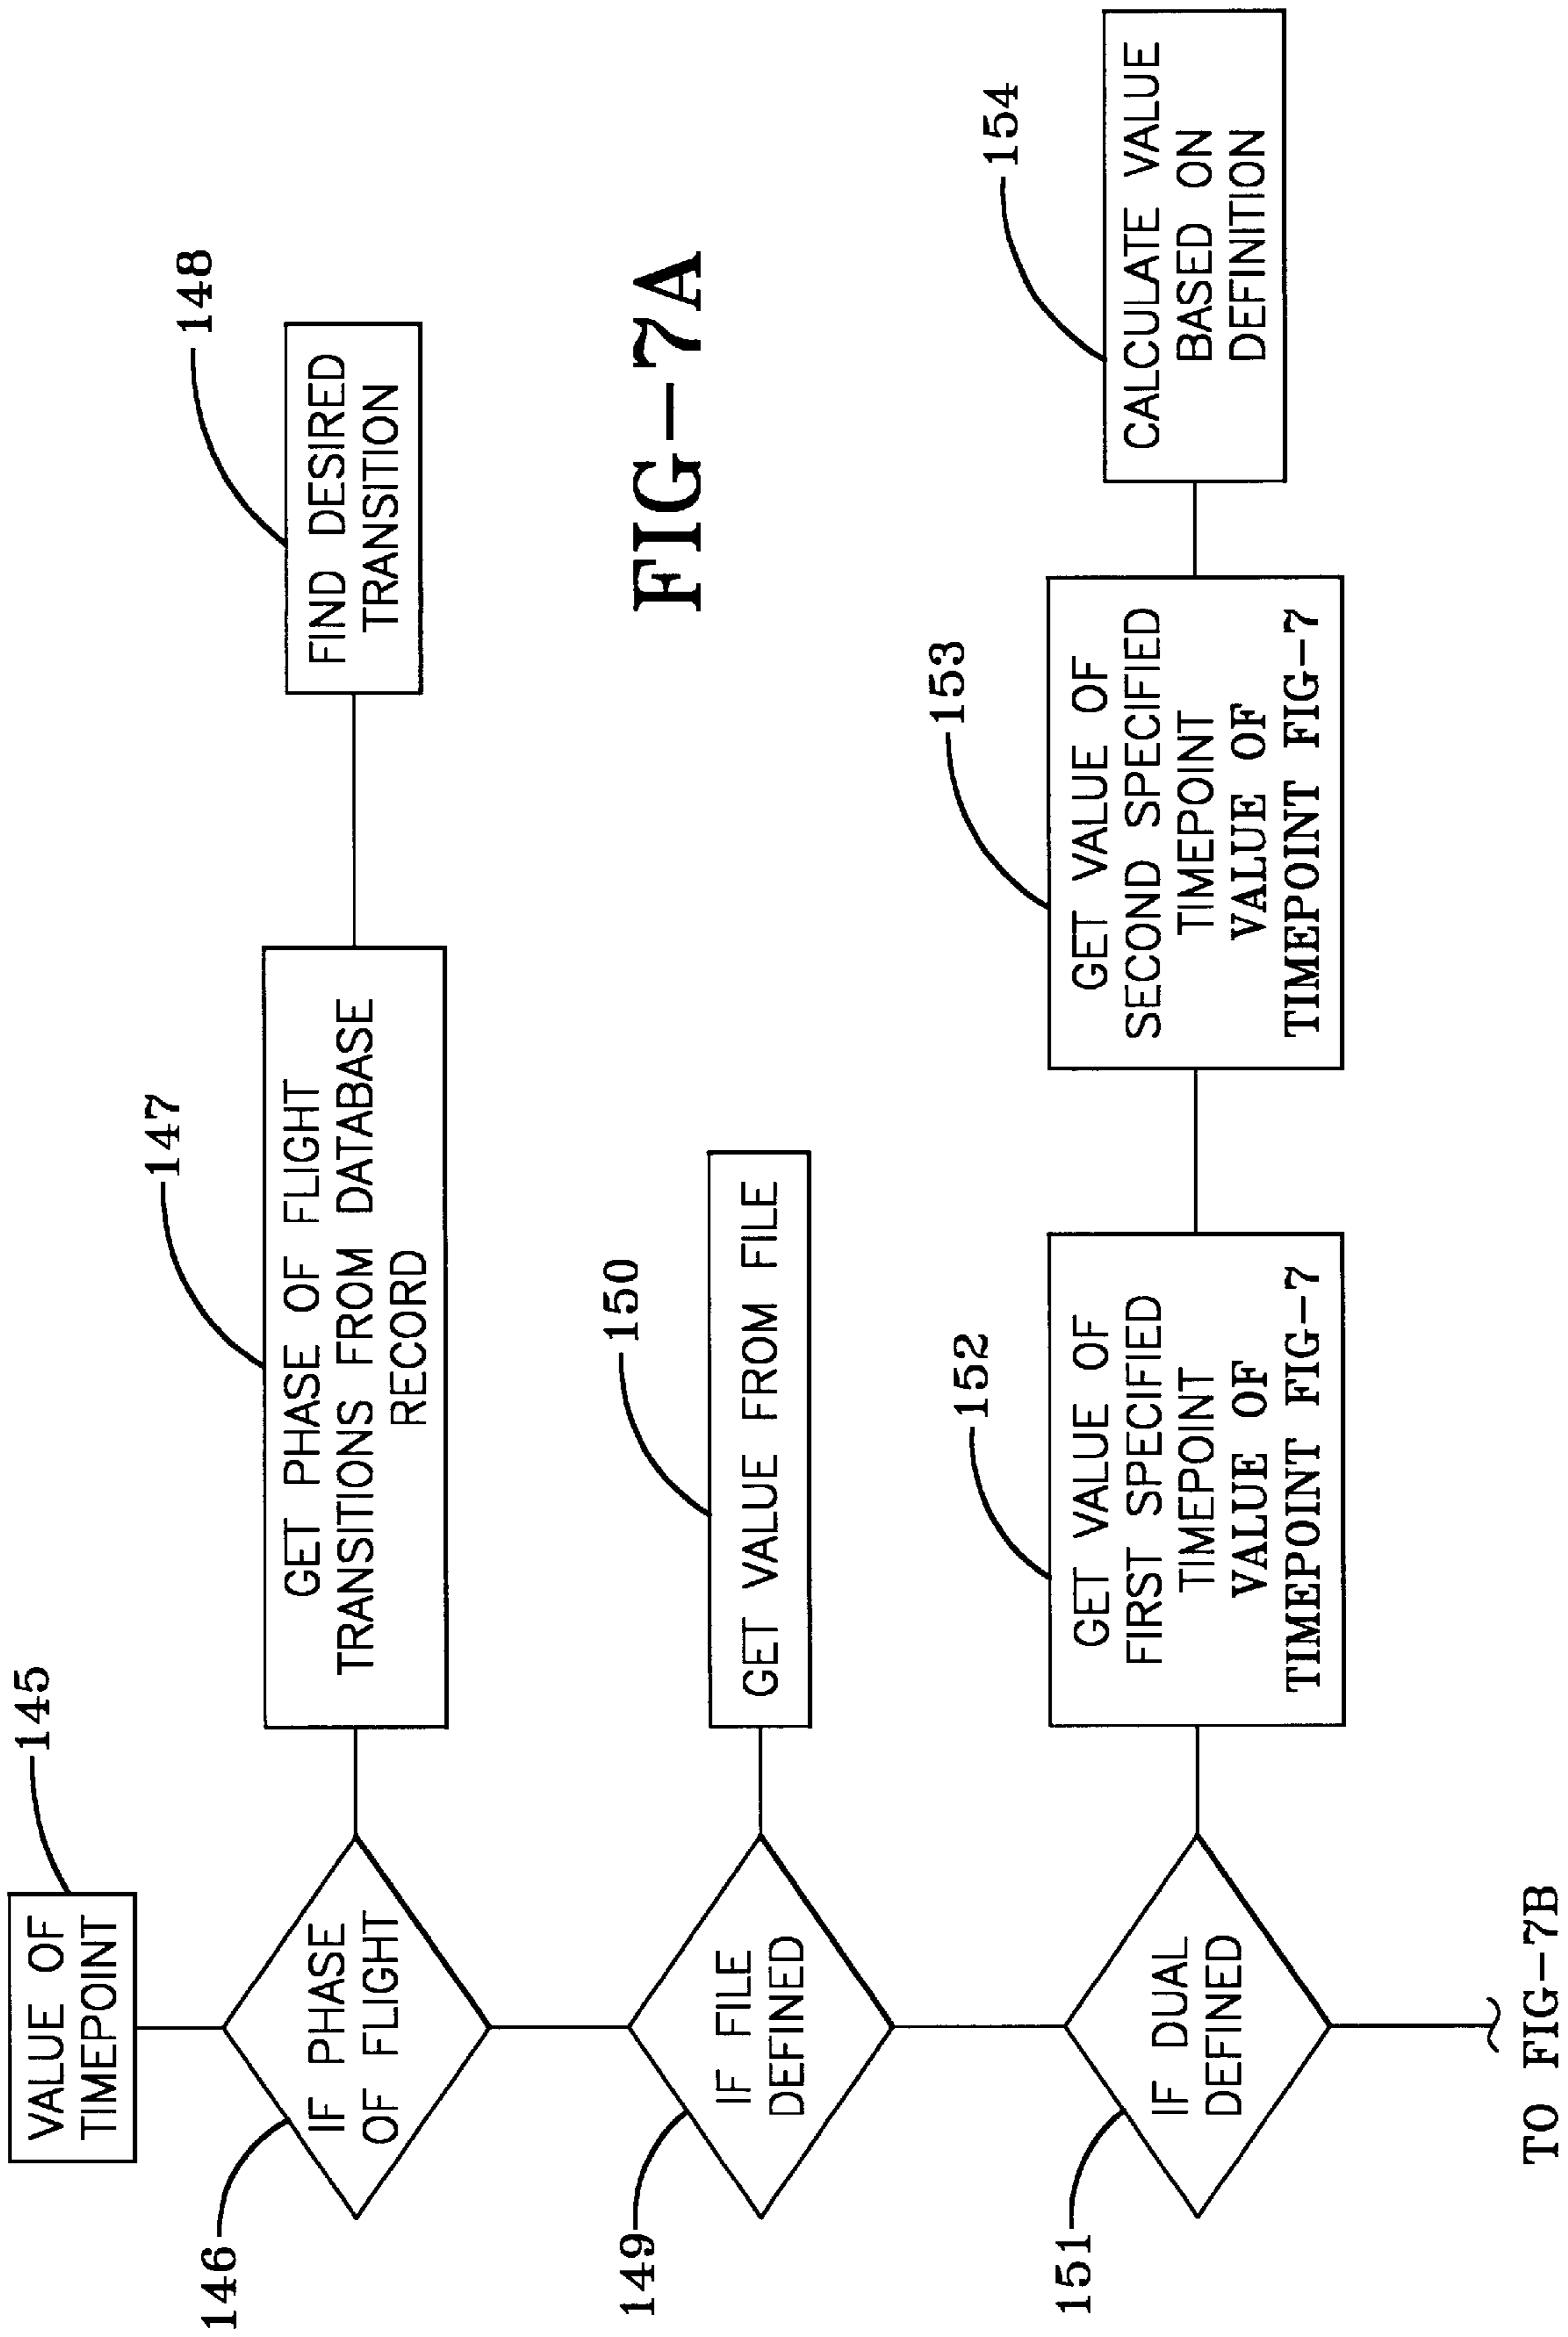 145
VALUE OF
TIMEPOINT
146
IF PHASE
OF FLIGHT
147
GET PHASE OF FLIGHT
TRANSITIONS FROM DATABASE
RECORD
148
FIND DESIRED
TRANSITION
149
IF FILE
DEFINED
150
GET VALUE FROM FILE
FIG-7A
151
IF DUAL
DEFINED
152
GET VALUE OF
FIRST SPECIFIED
TIMEPOINT
VALUE OF
TIMEPOINT FIG-7
153
GET VALUE OF
SECOND SPECIFIED
TIMEPOINT
VALUE OF
TIMEPOINT FIG-7
154
CALCULATE VALUE
BASED ON
DEFINITION
TO FIG-7B